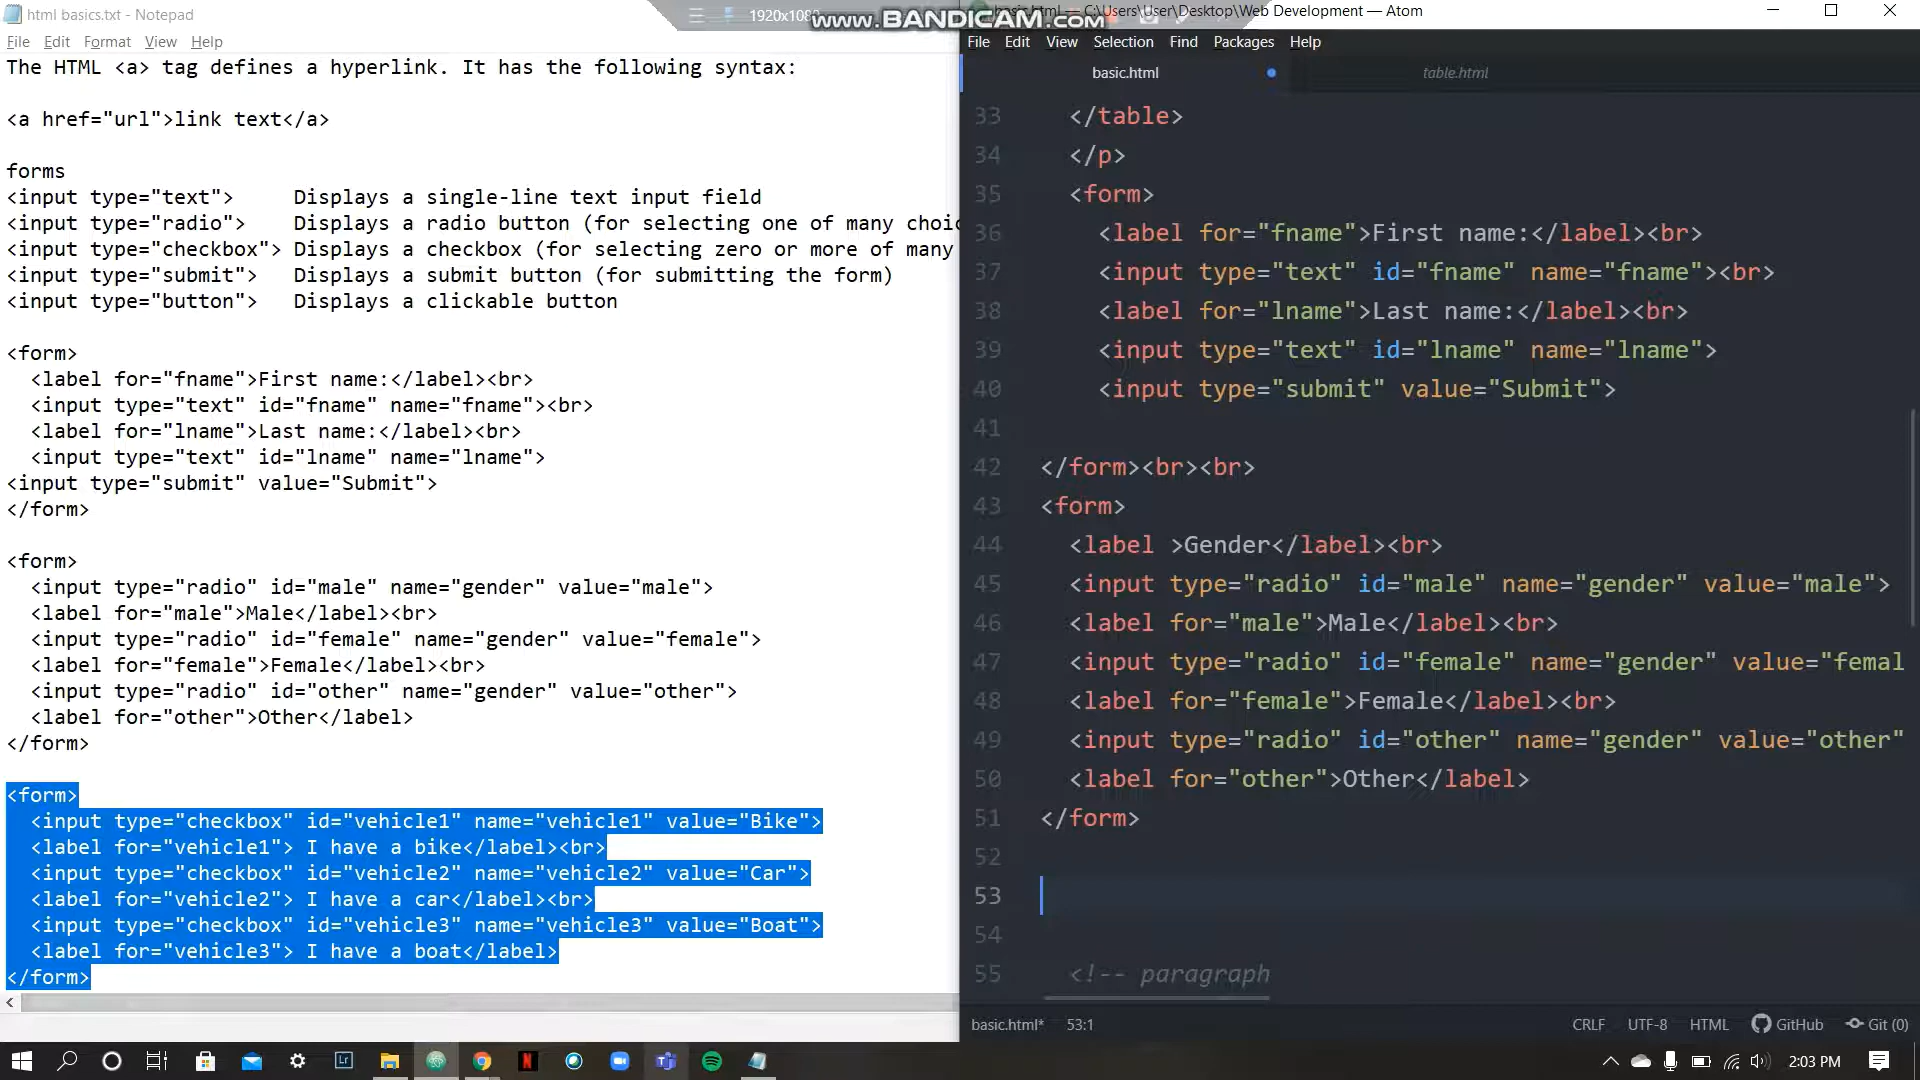 html basics.txt - Notepad
File Edit Format View Help
The HTML <a> tag defines a hyperlink. It has the following syntax:
<a href="url">link text</a>
forms
<input type="text"> Displays a single-line text input field
<input type="radio"> Displays a radio button (for selecting one of many choic
<input type="checkbox"> Displays a checkbox (for selecting zero or more of many
<input type="submit"> Displays a submit button (for submitting the form)
<input type="button"> Displays a clickable button
<form>
<label for="fname">First name:</label><br>
<input type="text" id="fname" name="fname"><br>
<label for="lname">Last name:</label><br>
<input type="text" id="lname" name="lname">
<input type="submit" value="Submit">
</form>
<form>
<input type="radio" id="male" name="gender" value="male">
<label for="male">Male</label><br>
<input type="radio" id="female" name="gender" value="female">
<label for="female">Female</label><br>
<input type="radio" id="other" name="gender" value="other">
<label for="other">Other</label>
</form>
<form>
<input type="checkbox" id="vehicle1" name="vehicle1" value="Bike">
<label for="vehicle1"> I have a bike</label><br>
<input type="checkbox" id="vehicle2" name="vehicle2" value="Car">
<label for="vehicle2"> I have a car</label><br>
<input type="checkbox" id="vehicle3" name="vehicle3" value="Boat">
<label for="vehicle3"> I have a boat</label>
</form>
www.BANDICAM.com
C:\Users\User\Desktop\Web Development — Atom
File Edit View Selection Find Packages Help
basic.html table.html
33 </table>
34 </p>
35 <form>
36 <label for="fname">First name:</label><br>
37 <input type="text" id="fname" name="fname"><br>
38 <label for="lname">Last name:</label><br>
39 <input type="text" id="lname" name="lname">
40 <input type="submit" value="Submit">
41
42 </form><br><br>
43 <form>
44 <label >Gender</label><br>
45 <input type="radio" id="male" name="gender" value="male">
46 <label for="male">Male</label><br>
47 <input type="radio" id="female" name="gender" value="femal
48 <label for="female">Female</label><br>
49 <input type="radio" id="other" name="gender" value="other"
50 <label for="other">Other</label>
51 </form>
52
53
54
55 <!-- paragraph
basic.html* 53:1 CRLF UTF-8 HTML GitHub Git (0)
2:03 PM